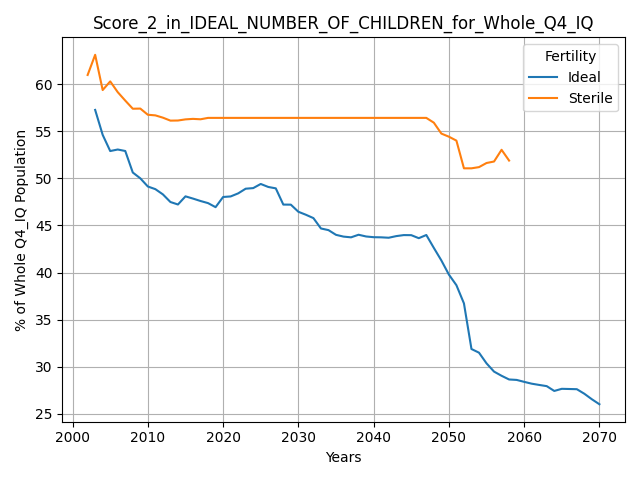 Score_2_in_IDEAL_NUMBER_OF_CHILDREN_for_Whole_Q4_IQ
% of Whole Q4_IQ Population
60
55
50
45
40
35
30
25
Fertility
Ideal
Sterile
2000 2010 2020 2030 2040 2050 2060 2070
Years